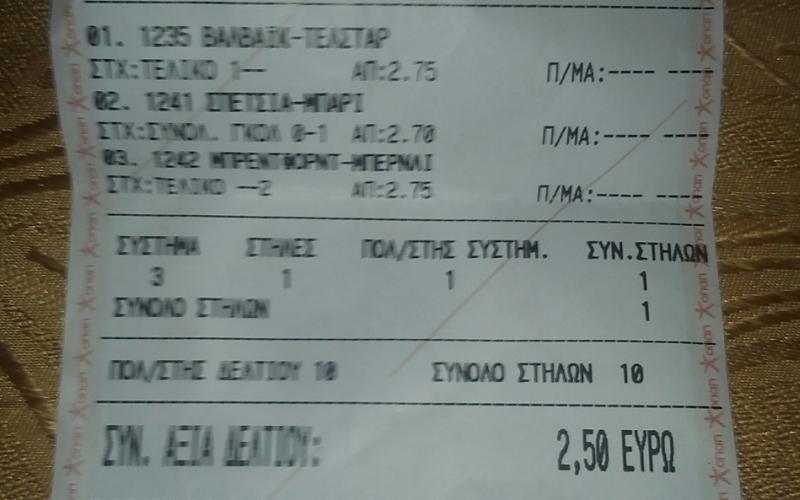 01. 1235 ΒΑΛΒΑΪΚ-ΤΕΛΣΤΑΡ
ΣΤΧ:ΤΕΛΙΚΟ 1-- ΑΠ:2.75 Π/ΜΑ:---- ----
02. 1241 ΣΠΕΤΣΙΑ-ΜΠΑΡΙ
ΣΤΧ:ΣΥΝΟΛ. ΓΚΟΛ 0-1 ΑΠ:2.70 Π/ΜΑ:---- ----
03. 1242 ΜΠΡΕΝΤΦΟΡΝΤ-ΜΠΕΡΝΛΙ
ΣΤΧ:ΤΕΛΙΚΟ --2 ΑΠ:2.75 Π/ΜΑ:---- ----
ΣΥΣΤΗΜΑ ΣΤΗΛΕΣ ΠΟΛ/ΣΤΗΣ ΣΥΣΤΗΜ. ΣΥΝ.ΣΤΗΛΩΝ
3 1 1 1
ΣΥΝΟΛΟ ΣΤΗΛΩΝ 1
ΠΟΛ/ΣΤΗΣ ΔΕΛΤΙΟΥ 10 ΣΥΝΟΛΟ ΣΤΗΛΩΝ 10
ΣΥΝ. ΑΞΙΑ ΔΕΛΤΙΟΥ: 2,50 ΕΥΡΩ
οπαπ